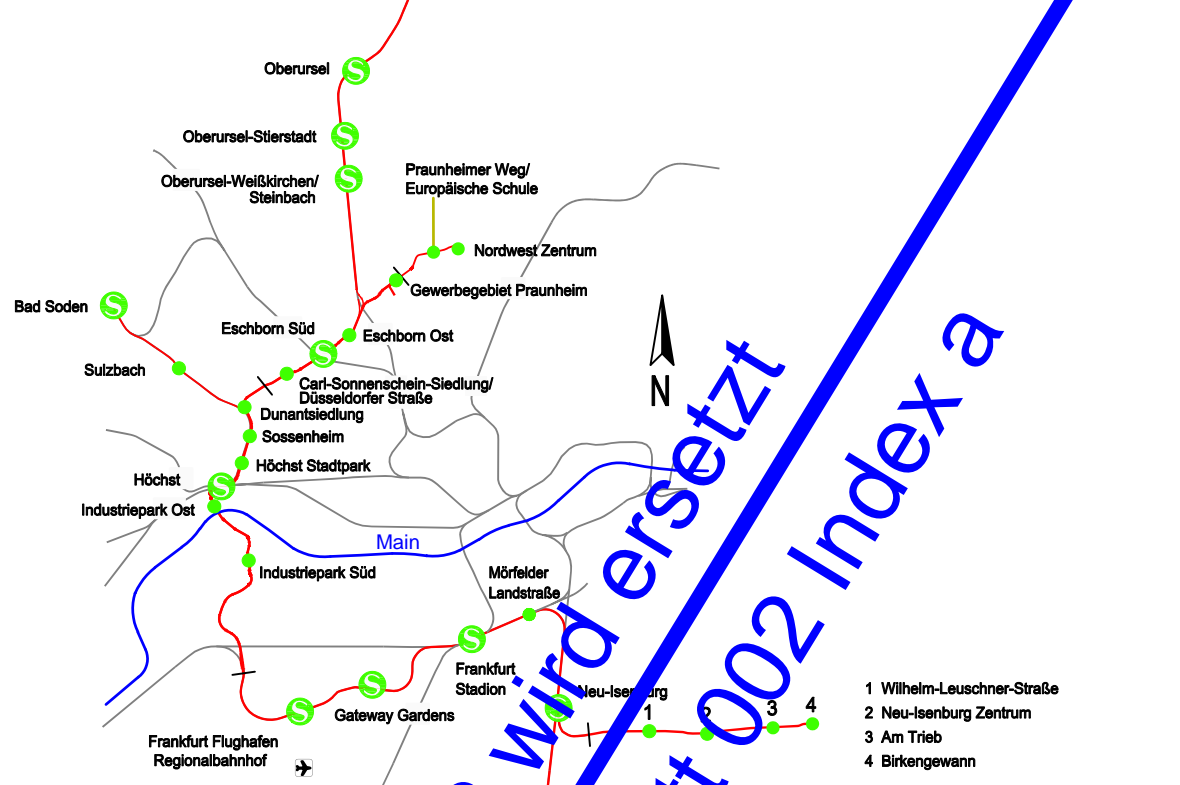 Oberursel
Oberursel-Stierstadt
Oberursel-Weißkirchen/
Steinbach
Praunheimer Weg/
Europäische Schule
Nordwest Zentrum
Gewerbegebiet Praunheim
Bad Soden
Eschborn Süd
Eschborn Ost
Sulzbach
Carl-Sonnenschein-Siedlung/
Düsseldorfer Straße
Dunantsiedlung
Sossenheim
Höchst Stadtpark
Höchst
Industriepark Ost
Main
Industriepark Süd
Mörfelder
Landstraße
Frankfurt
Stadion
Neu-Isenburg
Gateway Gardens
Frankfurt Flughafen
Regionalbahnhof
N
1
2
3
4
1 Wilhelm-Leuschner-Straße
2 Neu-Isenburg Zentrum
3 Am Trieb
4 Birkengewann
wird ersetzt
002 Index a